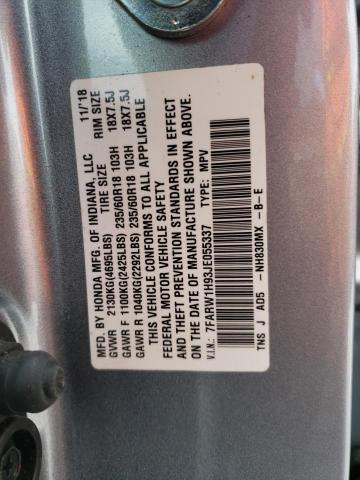 MFD. BY HONDA MFG. OF INDIANA, LLC 11/'18
TIRE SIZE RIM SIZE
GVWR 2130KG(4695LBS)
GAWR F 1100KG(2425LBS) 235/60R18 103H 18X7.5J
GAWR R 1040KG(2292LBS) 235/60R18 103H 18X7.5J
THIS VEHICLE CONFORMS TO ALL APPLICABLE
FEDERAL MOTOR VEHICLE SAFETY
AND THEFT PREVENTION STANDARDS IN EFFECT
ON THE DATE OF MANUFACTURE SHOWN ABOVE.
V.I.N.: 7FARW1H93JE055337 TYPE: MPV
TNS J AD5 -NH830MX -B-E